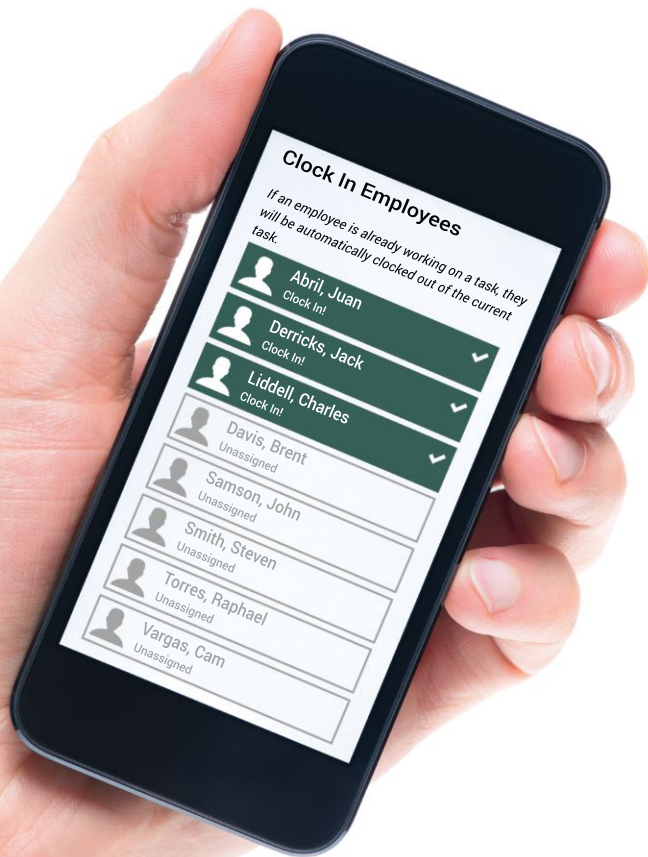 Clock In Employees
If an employee is already working on a task, they
will be automatically clocked out of the current
task.
Abril, Juan
Clock In!
Derricks, Jack
Clock In!
Liddell, Charles
Clock In!
Davis, Brent
Unassigned
Samson, John
Unassigned
Smith, Steven
Unassigned
Torres, Raphael
Unassigned
Vargas, Cam
Unassigned